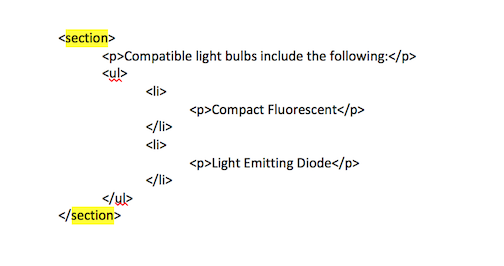 <section>
<p>Compatible light bulbs include the following:</p>
<ul>
<li>
<p>Compact Fluorescent</p>
</li>
<li>
<p>Light Emitting Diode</p>
</li>
</ul>
</section>